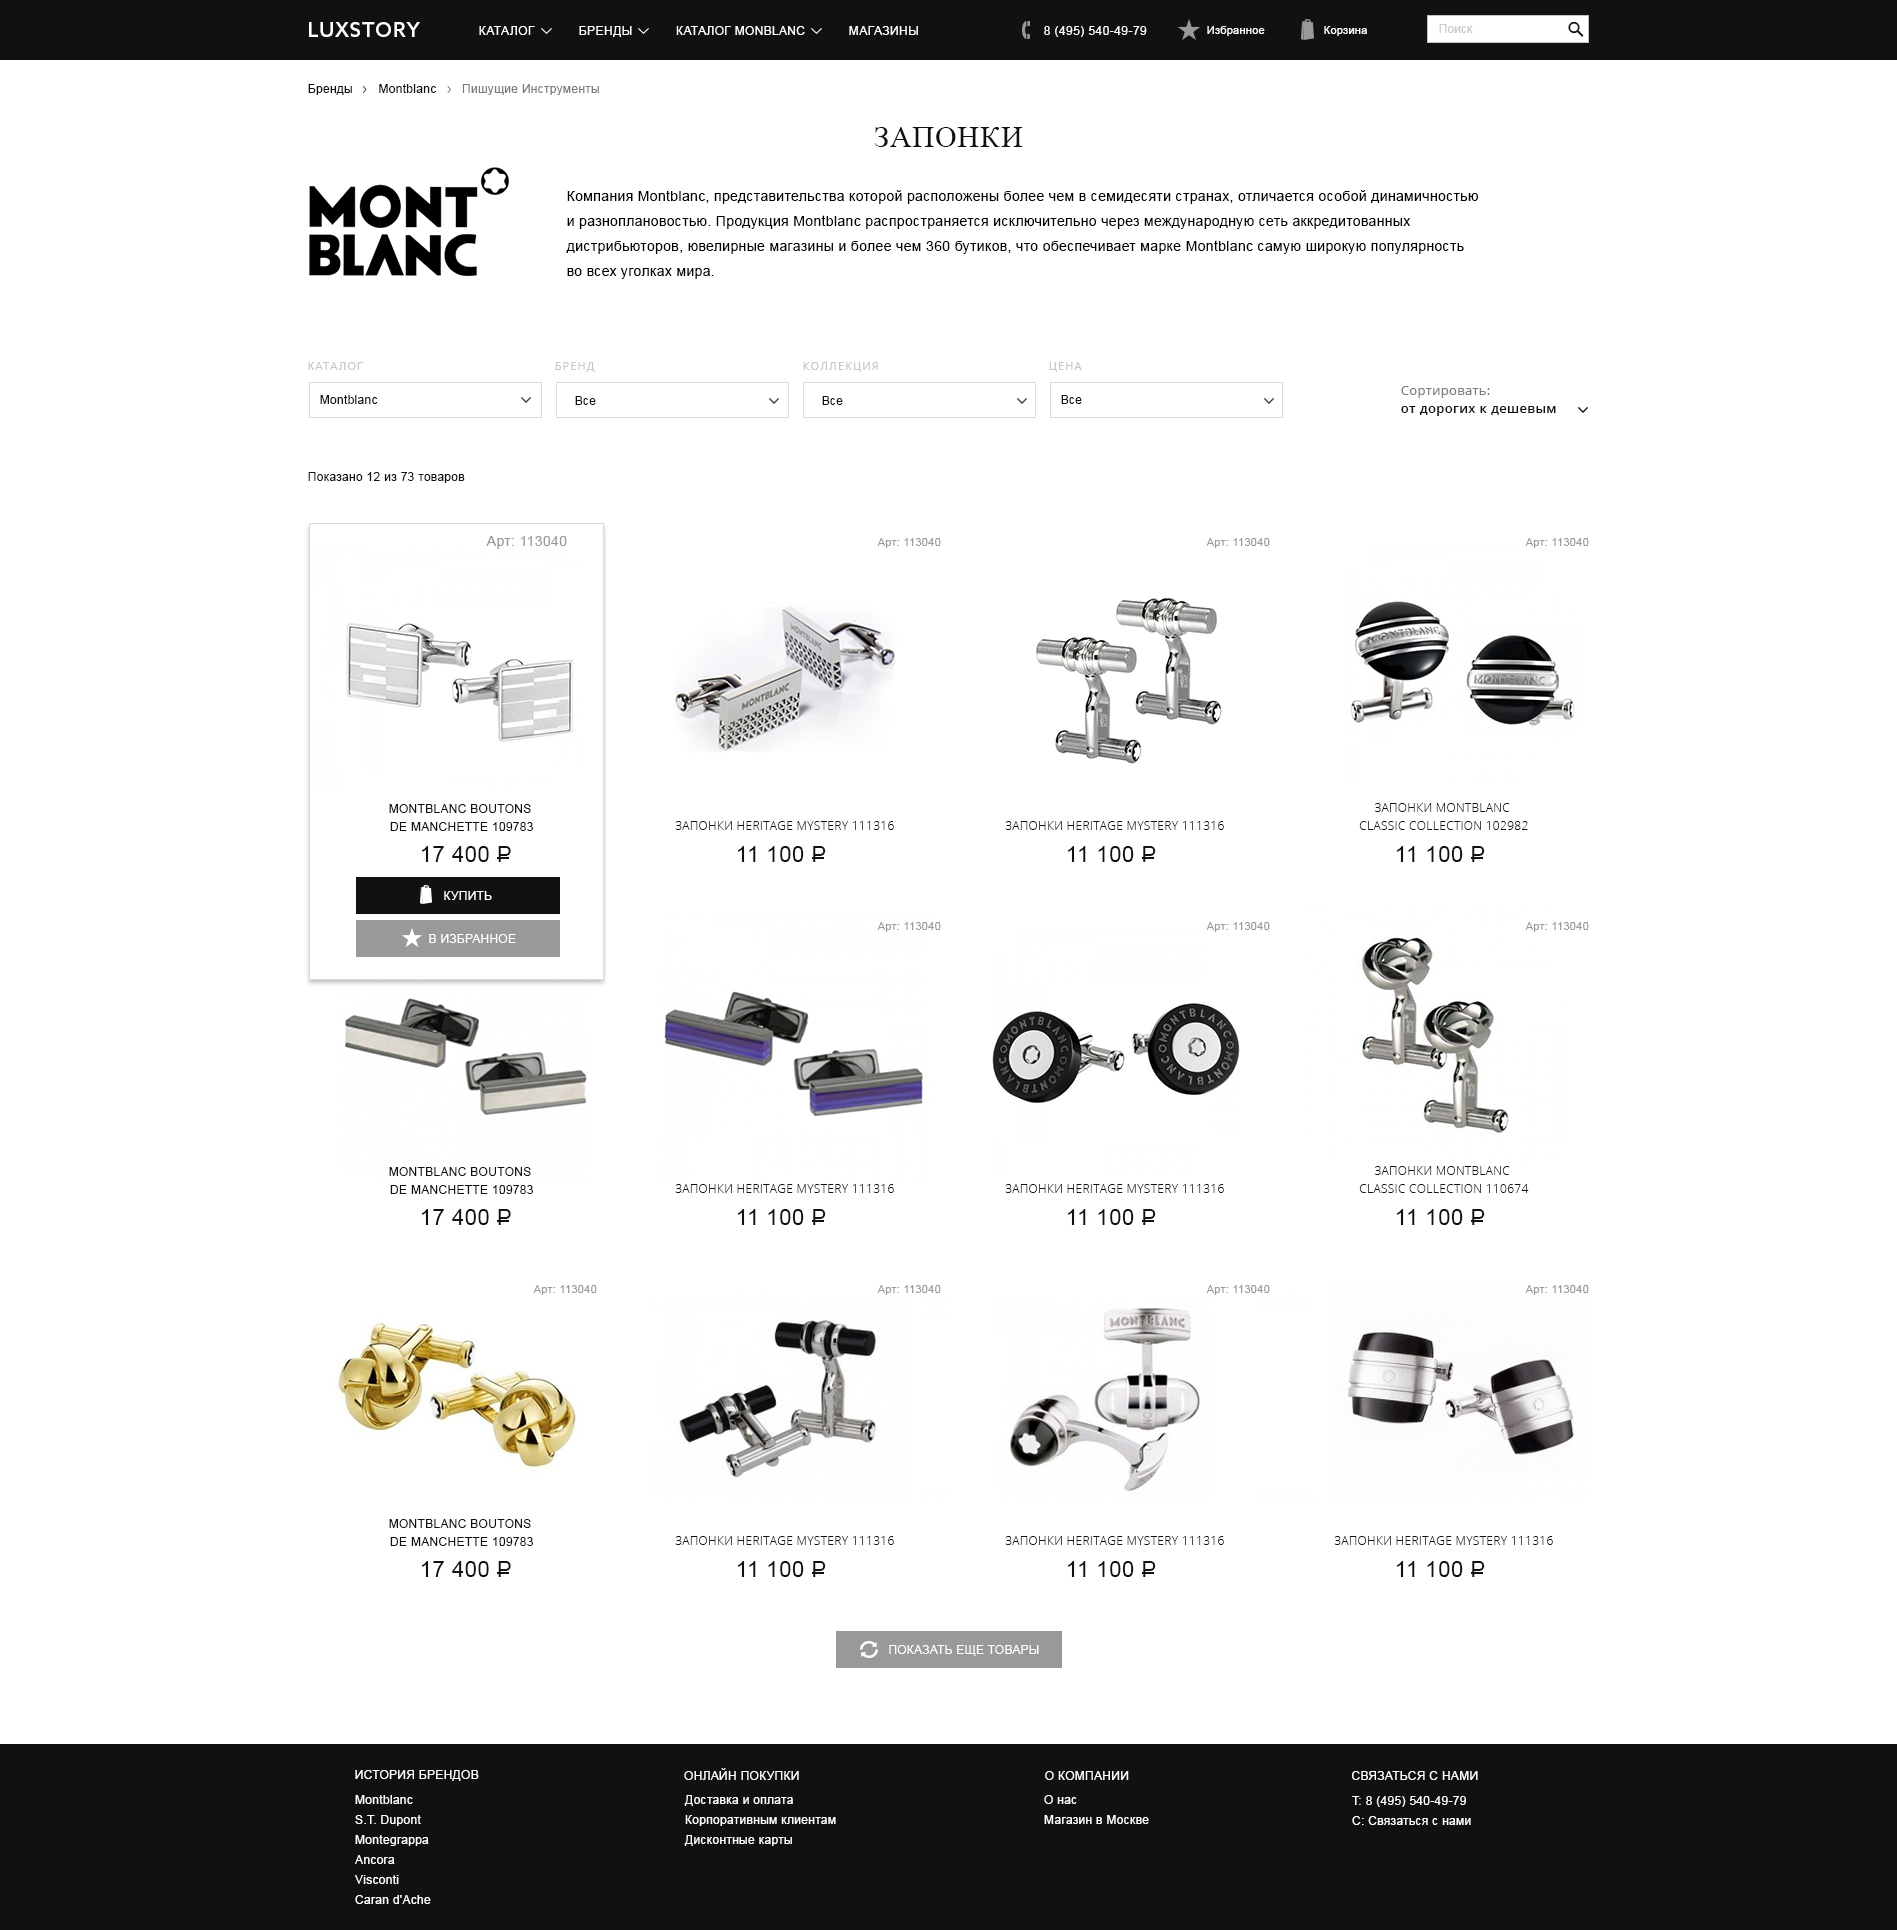 LUXSTORY
КАТАЛОГ
БРЕНДЫ
КАТАЛОГ MONBLANC
МАГАЗИНЫ
8 (495) 540-49-79
Избранное
Корзина
Поиск
Бренды > Montblanc > Пишущие Инструменты
ЗАПОНКИ
MONT
BLANC
Компания Montblanc, представительства которой расположены более чем в семидесяти странах, отличается особой динамичностью
и разноплановостью. Продукция Montblanc распространяется исключительно через международную сеть аккредитованных
дистрибьюторов, ювелирные магазины и более чем 360 бутиков, что обеспечивает марке Montblanc самую широкую популярность
во всех уголках мира.
КАТАЛОГ
БРЕНД
КОЛЛЕКЦИЯ
ЦЕНА
Montblanc
Все
Все
Все
Сортировать:
от дорогих к дешевым
Показано 12 из 73 товаров
Арт: 113040
Арт: 113040
Арт: 113040
Арт: 113040
MONTBLANC
MONTBLANC
MONTBLANC
MONTBLANC
MONTBLANC BOUTONS
DE MANCHETTE 109783
17 400 ₽
КУПИТЬ
В ИЗБРАННОЕ
ЗАПОНКИ HERITAGE MYSTERY 111316
11 100 ₽
ЗАПОНКИ HERITAGE MYSTERY 111316
11 100 ₽
ЗАПОНКИ MONTBLANC
CLASSIC COLLECTION 102982
11 100 ₽
Арт: 113040
Арт: 113040
Арт: 113040
MONTBLANC MONTBLANC
MONTBLANC MONTBLANC
MONTBLANC BOUTONS
DE MANCHETTE 109783
17 400 ₽
ЗАПОНКИ HERITAGE MYSTERY 111316
11 100 ₽
ЗАПОНКИ HERITAGE MYSTERY 111316
11 100 ₽
ЗАПОНКИ MONTBLANC
CLASSIC COLLECTION 110674
11 100 ₽
Арт: 113040
Арт: 113040
Арт: 113040
Арт: 113040
MONTBLANC
MONTBLANC BOUTONS
DE MANCHETTE 109783
17 400 ₽
ЗАПОНКИ HERITAGE MYSTERY 111316
11 100 ₽
ЗАПОНКИ HERITAGE MYSTERY 111316
11 100 ₽
ЗАПОНКИ HERITAGE MYSTERY 111316
11 100 ₽
ПОКАЗАТЬ ЕЩЕ ТОВАРЫ
ИСТОРИЯ БРЕНДОВ
Montblanc
S.T. Dupont
Montegrappa
Ancora
Visconti
Caran d'Ache
ОНЛАЙН ПОКУПКИ
Доставка и оплата
Корпоративным клиентам
Дисконтные карты
О КОМПАНИИ
О нас
Магазин в Москве
СВЯЗАТЬСЯ С НАМИ
Т: 8 (495) 540-49-79
С: Связаться с нами